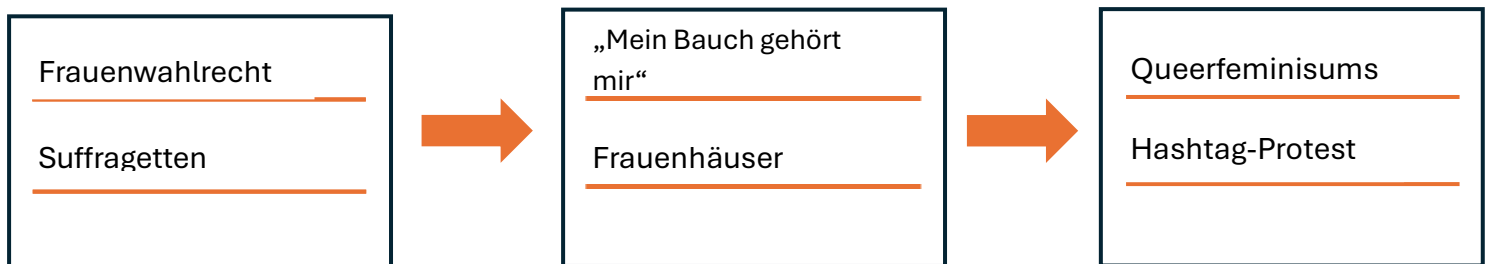 Frauenwahlrecht
Suffragetten
„Mein Bauch gehört
mir“
Frauenhäuser
Queerfeminisums
Hashtag-Protest